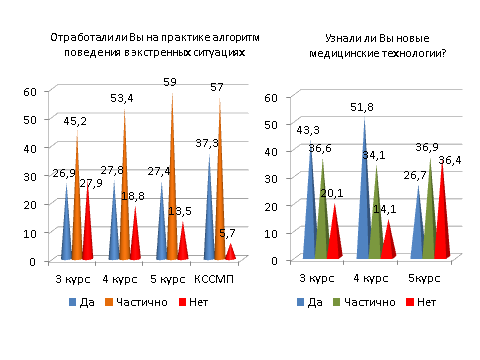 Отработали ли Вы на практике алгоритм
поведения в экстренных ситуациях
60
50
40
30
20
10
0
26,9
45,2
27,9
27,8
53,4
18,8
27,4
59
13,5
37,3
57
5,7
3 курс
4 курс
5 курс
КССМП
Да
Частично
Нет
Узнали ли Вы новые
медицинские технологии?
60
50
40
30
20
10
0
43,3
36,6
20,1
51,8
34,1
14,1
26,7
36,9
36,4
3 курс
4 курс
5курс
Да
Частично
Нет